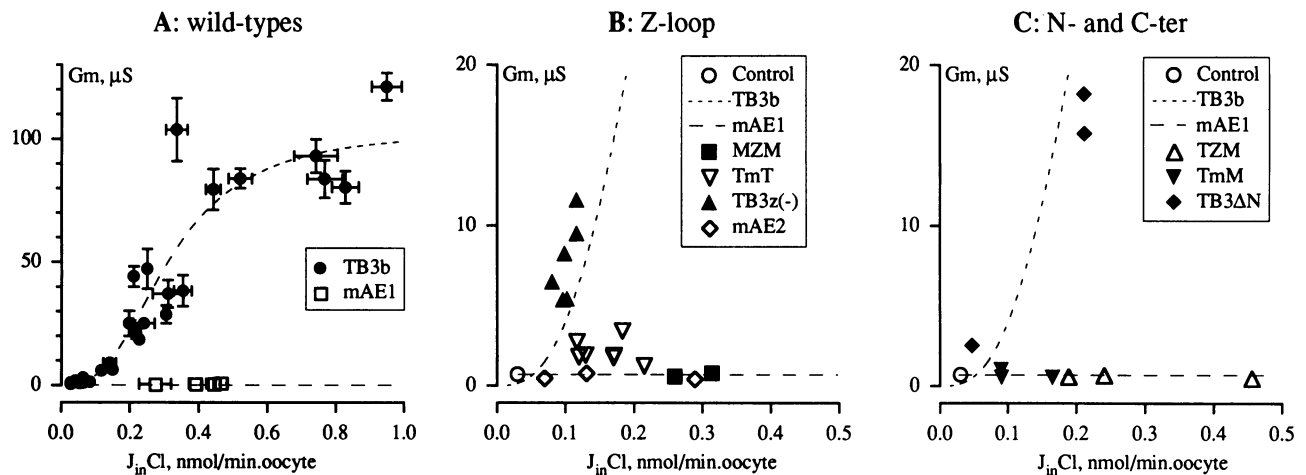 A: wild-types
Gm, µS
100
50
0
0.0 0.2 0.4 0.6 0.8 1.0
JinCl, nmol/min.oocyte
TB3b
mAE1
B: Z-loop
Gm, µS
20
10
0
0.0 0.1 0.2 0.3 0.4 0.5
JinCl, nmol/min.oocyte
Control
TB3b
mAE1
MZM
TmT
TB3z(-)
mAE2
C: N- and C-ter
Gm, µS
20
10
0
0.0 0.1 0.2 0.3 0.4 0.5
JinCl, nmol/min.oocyte
Control
TB3b
mAE1
TZM
TmM
TB3ΔN